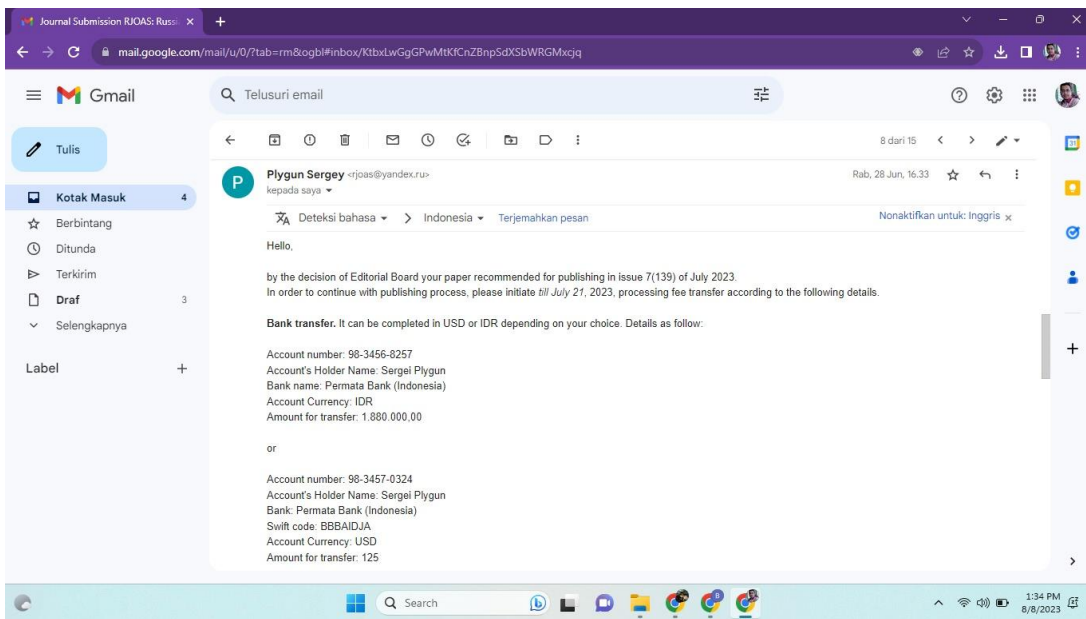 Journal Submission RJOAS: Russi
mail.google.com/mail/u/0/?tab=rm&ogbl#inbox/KtbxLwGgGPwMtKfCnZBnpSdXSbWRGMxcjq
Gmail
Telusuri email
Tulis
8 dari 15
Kotak Masuk 4
Berbintang
Ditunda
Terkirim
Draf 3
Selengkapnya
Label
P
Plygun Sergey <rjoas@yandex.ru>
Rab, 28 Jun, 16.33
kepada saya
Deteksi bahasa > Indonesia Terjemahkan pesan
Nonaktifkan untuk: Inggris x
Hello,
by the decision of Editorial Board your paper recommended for publishing in issue 7(139) of July 2023.
In order to continue with publishing process, please initiate till July 21, 2023, processing fee transfer according to the following details.
Bank transfer. It can be completed in USD or IDR depending on your choice. Details as follow:
Account number: 98-3456-8257
Account's Holder Name: Sergei Plygun
Bank name: Permata Bank (Indonesia)
Account Currency: IDR
Amount for transfer: 1.880.000,00
or
Account number: 98-3457-0324
Account's Holder Name: Sergei Plygun
Bank: Permata Bank (Indonesia)
Swift code: BBBAIDJA
Account Currency: USD
Amount for transfer: 125
31
Search
1:34 PM
8/8/2023